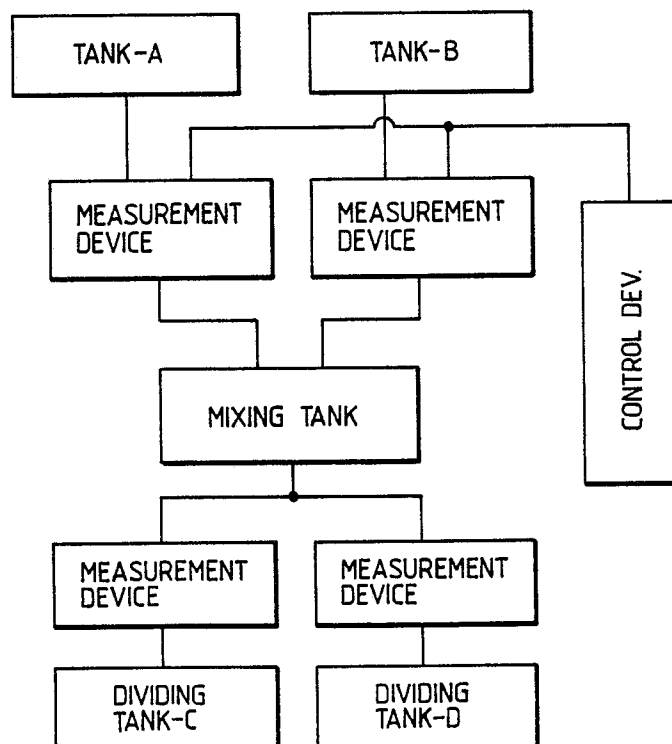 TANK-A
TANK-B
MEASUREMENT
DEVICE
MEASUREMENT
DEVICE
CONTROL DEV.
MIXING TANK
MEASUREMENT
DEVICE
MEASUREMENT
DEVICE
DIVIDING
TANK-C
DIVIDING
TANK-D